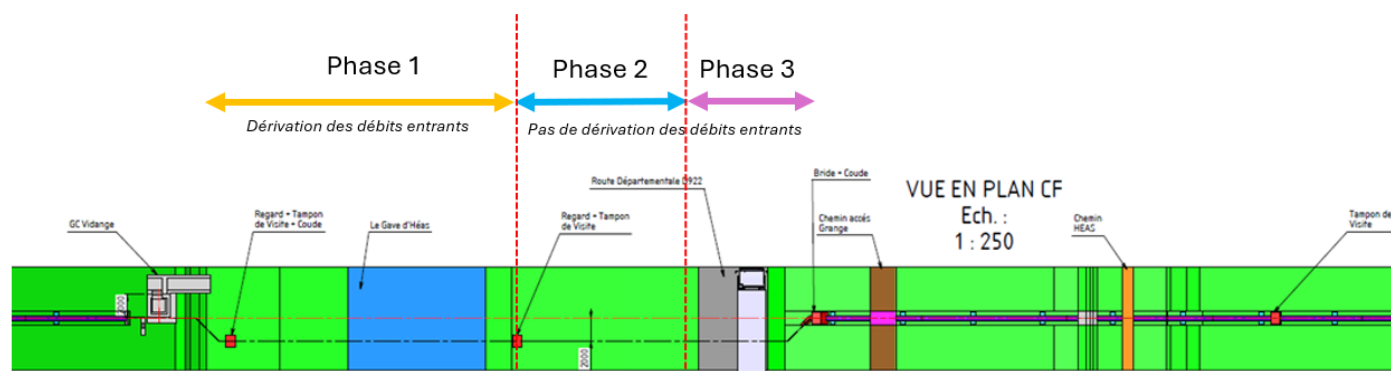 Phase 1
Phase 2
Phase 3
Dérivation des débits entrants
Pas de dérivation des débits entrants
GC Vidange
Regard + Tampon
de Visite + Coude
Le Gave d'Héas
Regard + Tampon
de Visite
Route Départementale D922
Bride + Coude
Chemin accés
Grange
VUE EN PLAN CF
Ech. :
1 : 250
Chemin
HEAS
Tampon de
Visite
2000
2000